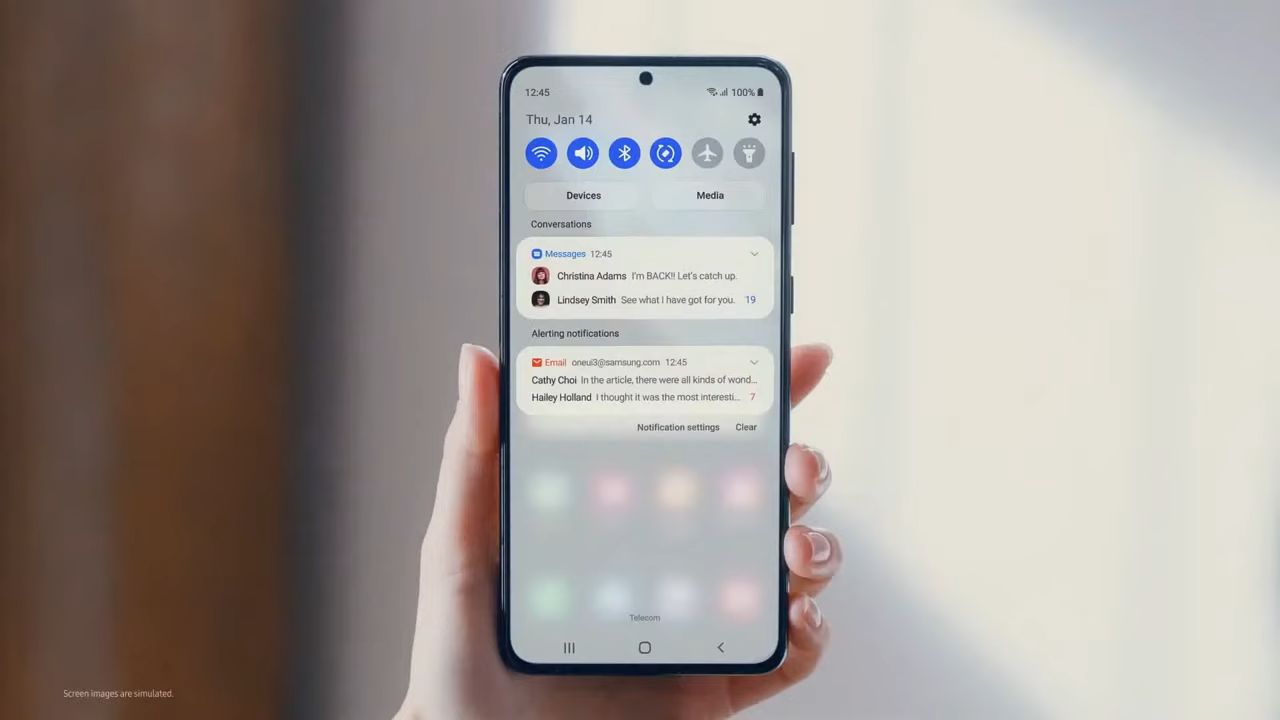 12:45 100%
Thu, Jan 14
Devices Media
Conversations
Messages 12:45
Christina Adams I'm BACK!! Let's catch up.
Lindsey Smith See what I have got for you. 19
Alerting notifications
Email oneui3@samsung.com 12:45
Cathy Choi In the article, there were all kinds of wond...
Hailey Holland I thought it was the most interesti... 7
Notification settings Clear
Telecom
Screen images are simulated.